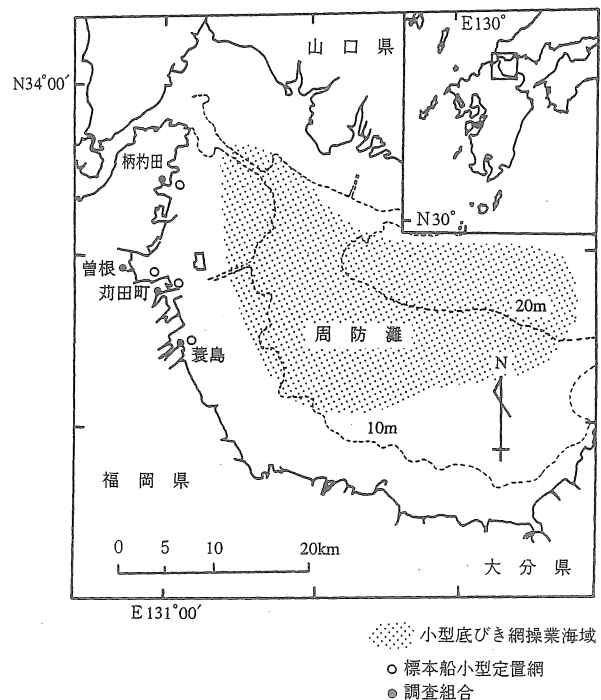 E130°
山口県
N34°00′
柄杓田
N30°
曽根
苅田町
20m
周防灘
蓑島
N
10m
福岡県
0 5 10 20km
大分県
E131°00′
小型底びき網操業海域
標本船小型定置網
調査組合